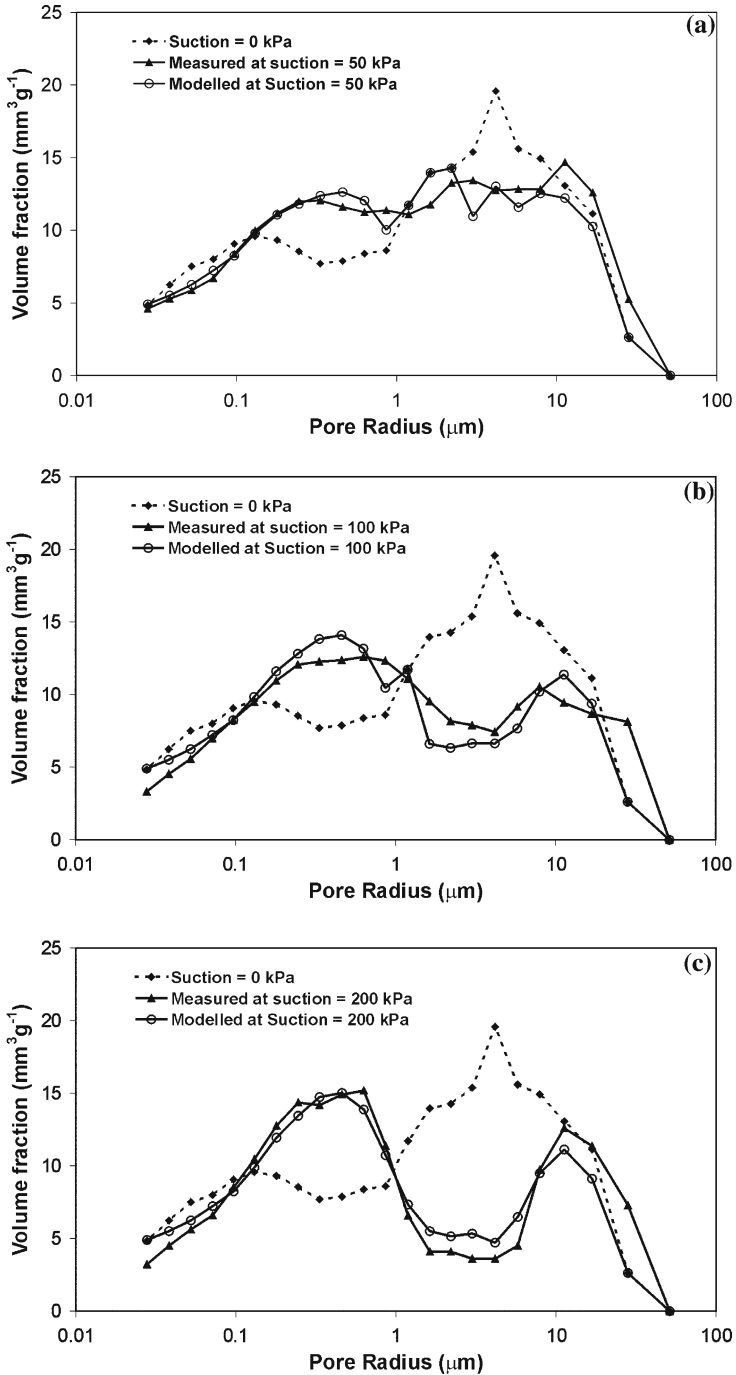 (a)
25
Suction = 0 kPa
Measured at suction = 50 kPa
Modelled at Suction = 50 kPa
20
15
10
5
0
Volume fraction (mm³g⁻¹)
0.01 0.1 1 10 100
Pore Radius (μm)
(b)
25
Suction = 0 kPa
Measured at suction = 100 kPa
Modelled at Suction = 100 kPa
20
15
10
5
0
Volume fraction (mm³g⁻¹)
0.01 0.1 1 10 100
Pore Radius (μm)
(c)
25
Suction = 0 kPa
Measured at suction = 200 kPa
Modelled at Suction = 200 kPa
20
15
10
5
0
Volume fraction (mm³g⁻¹)
0.01 0.1 1 10 100
Pore Radius (μm)